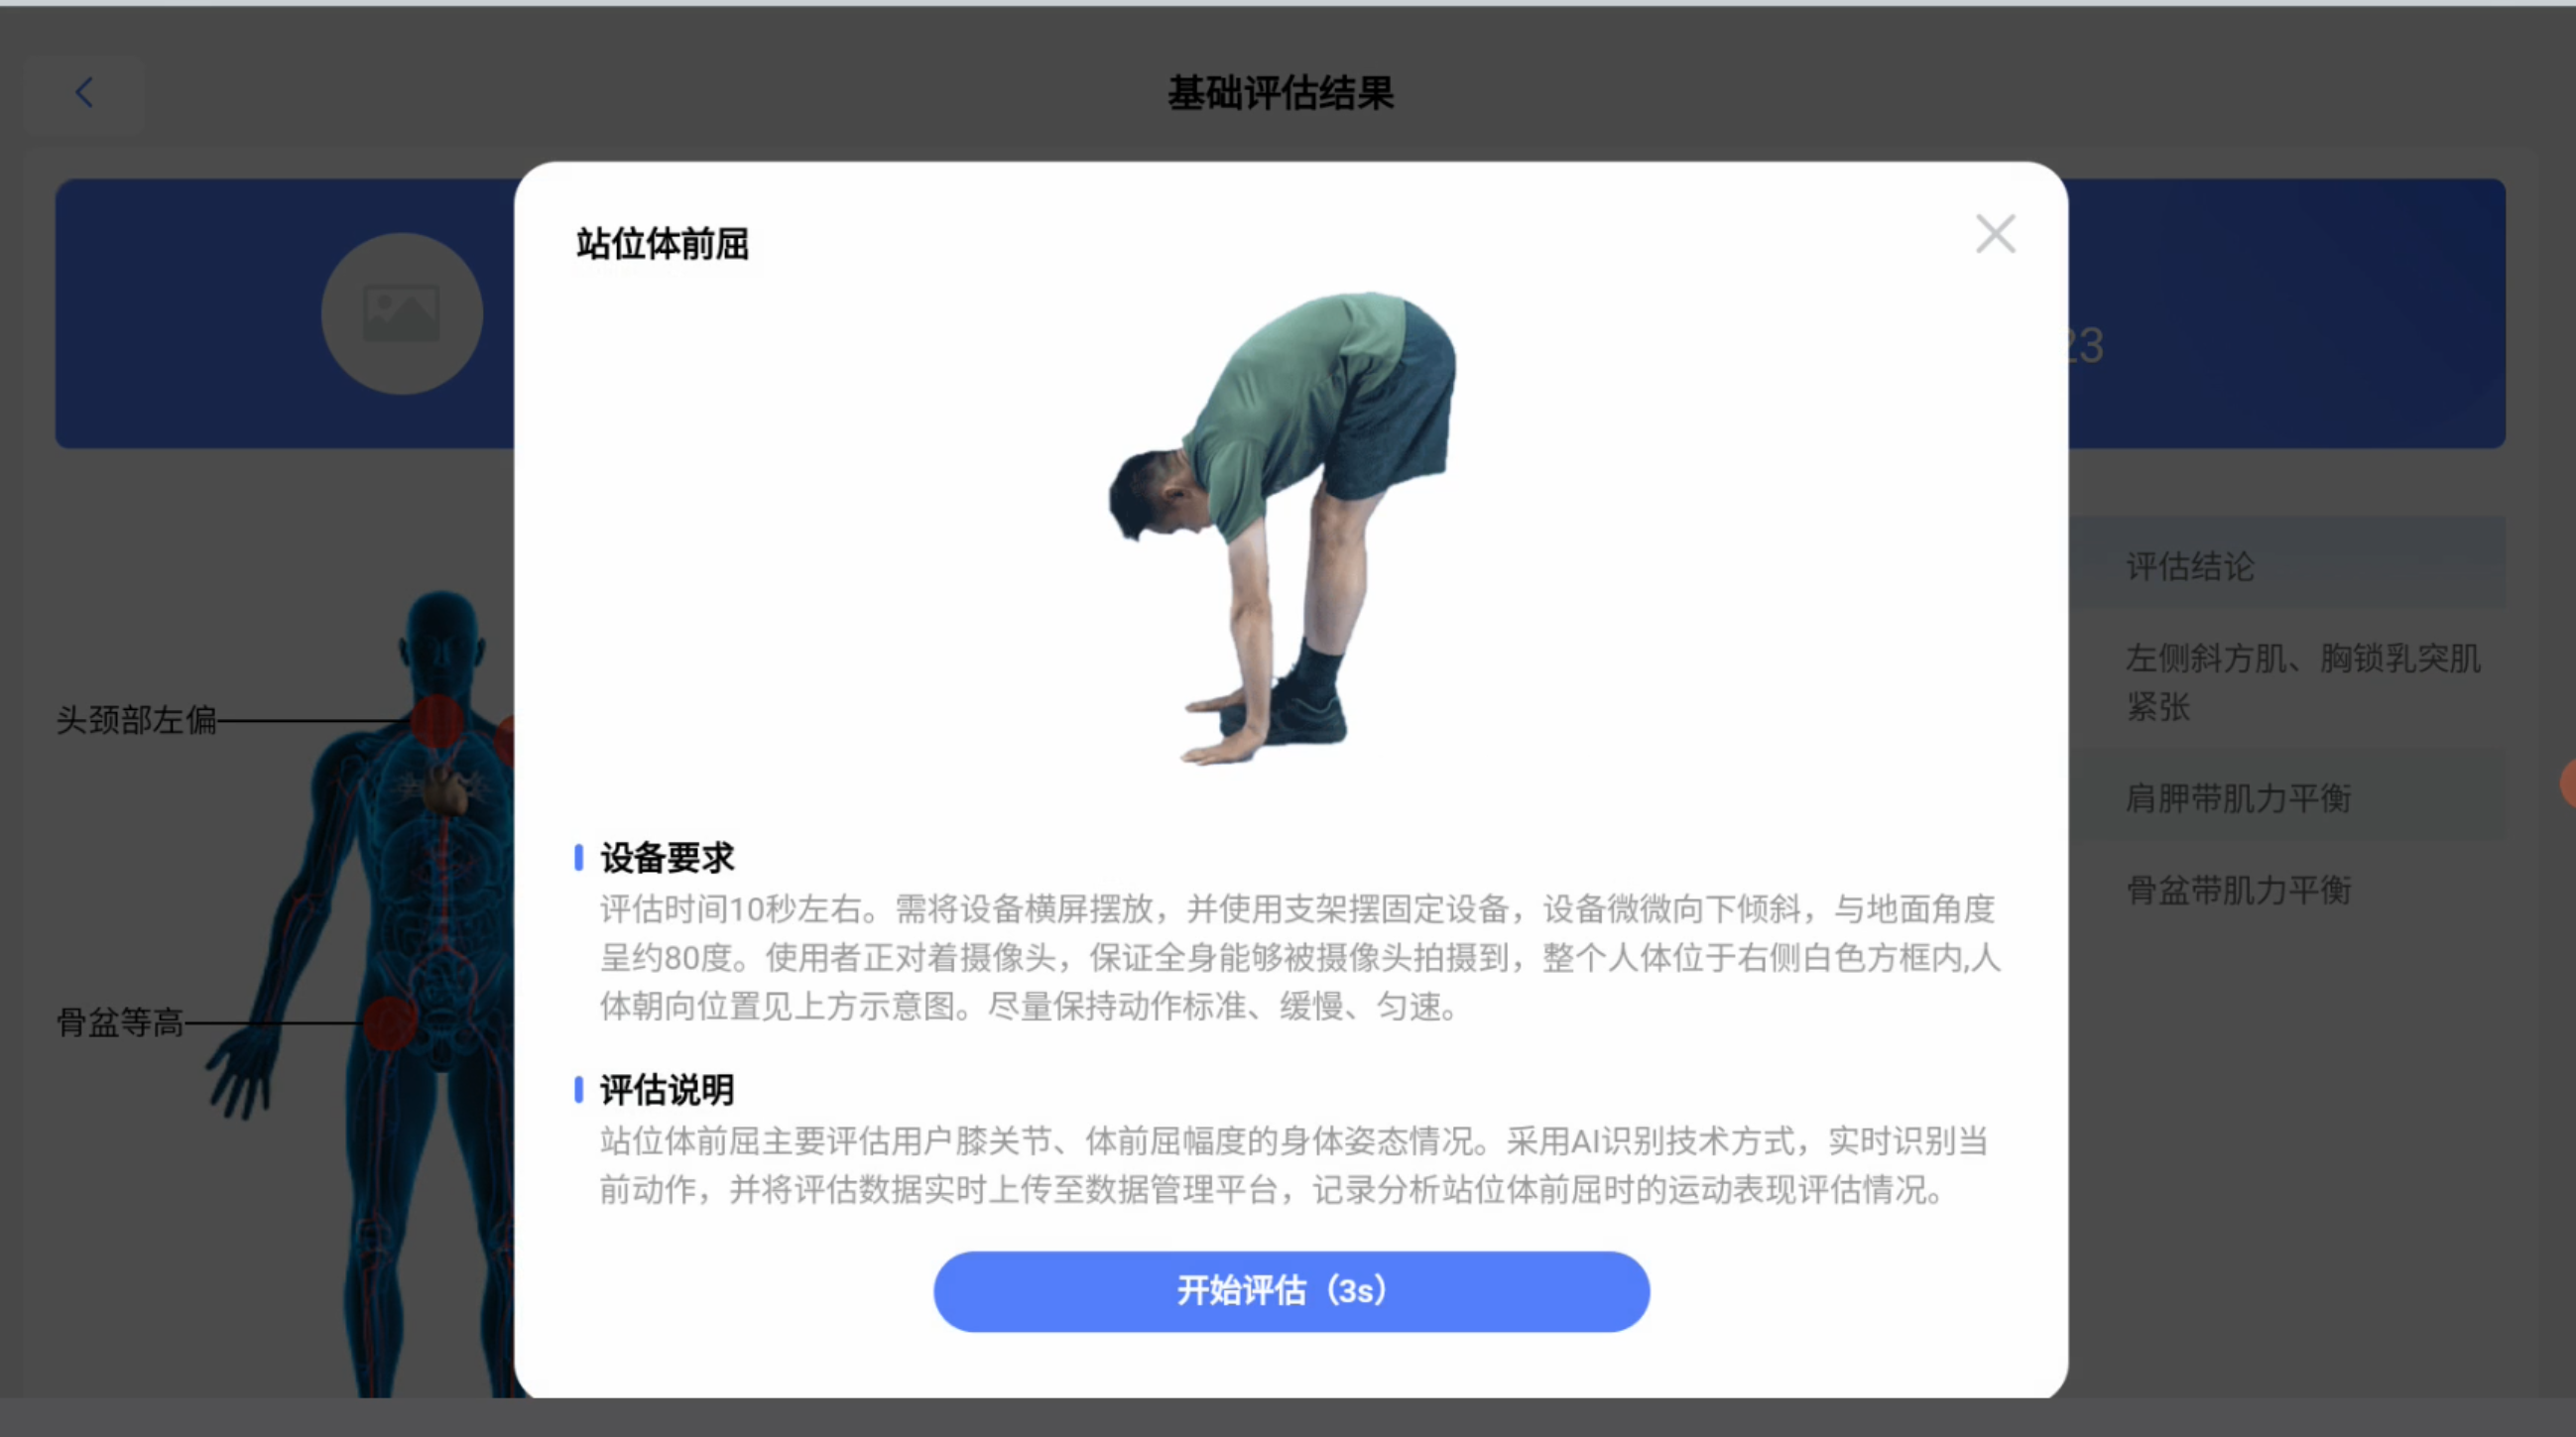 基础评估结果
站位体前屈
23
评估结论
左侧斜方肌、胸锁乳突肌
紧张
头颈部左偏
肩胛带肌力平衡
设备要求
骨盆带肌力平衡
评估时间10秒左右。需将设备横屏摆放，并使用支架摆固定设备，设备微微向下倾斜，与地面角度
呈约80度。使用者正对着摄像头，保证全身能够被摄像头拍摄到，整个人体位于右侧白色方框内,人
体朝向位置见上方示意图。尽量保持动作标准、缓慢、匀速。
骨盆等高
评估说明
站位体前屈主要评估用户膝关节、体前屈幅度的身体姿态情况。采用AI识别技术方式，实时识别当
前动作，并将评估数据实时上传至数据管理平台，记录分析站位体前屈时的运动表现评估情况。
开始评估（3s）